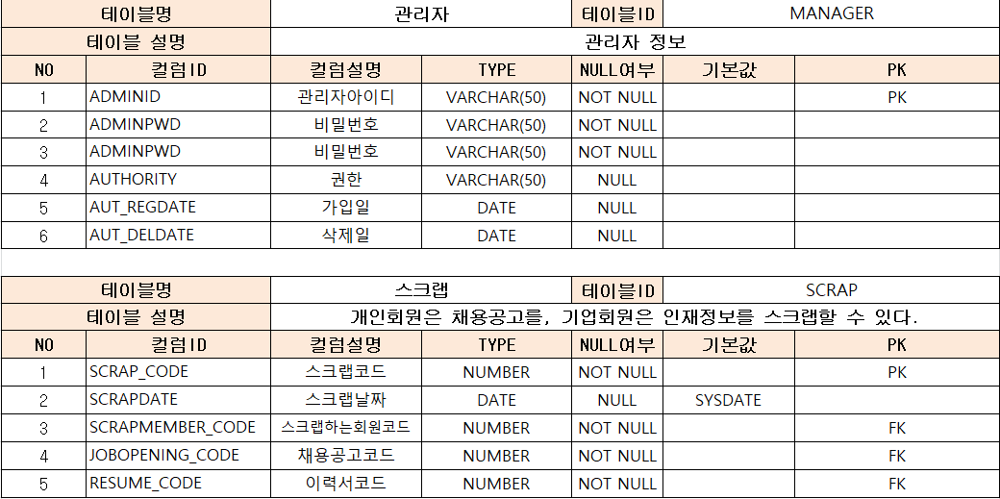 테이블명 관리자 테이블ID MANAGER
테이블 설명 관리자 정보
NO 컬럼ID 컬럼설명 TYPE NULL여부 기본값 PK
1 ADMINID 관리자아이디 VARCHAR(50) NOT NULL PK
2 ADMINPWD 비밀번호 VARCHAR(50) NOT NULL
3 ADMINPWD 비밀번호 VARCHAR(50) NOT NULL
4 AUTHORITY 권한 VARCHAR(50) NULL
5 AUT_REGDATE 가입일 DATE NULL
6 AUT_DELDATE 삭제일 DATE NULL
테이블명 스크랩 테이블ID SCRAP
테이블 설명 개인회원은 채용공고를, 기업회원은 인재정보를 스크랩할 수 있다.
NO 컬럼ID 컬럼설명 TYPE NULL여부 기본값 PK
1 SCRAP_CODE 스크랩코드 NUMBER NOT NULL PK
2 SCRAPDATE 스크랩날짜 DATE NULL SYSDATE
3 SCRAPMEMBER_CODE 스크랩하는회원코드 NUMBER NOT NULL FK
4 JOBOPENING_CODE 채용공고코드 NUMBER NOT NULL FK
5 RESUME_CODE 이력서코드 NUMBER NOT NULL FK